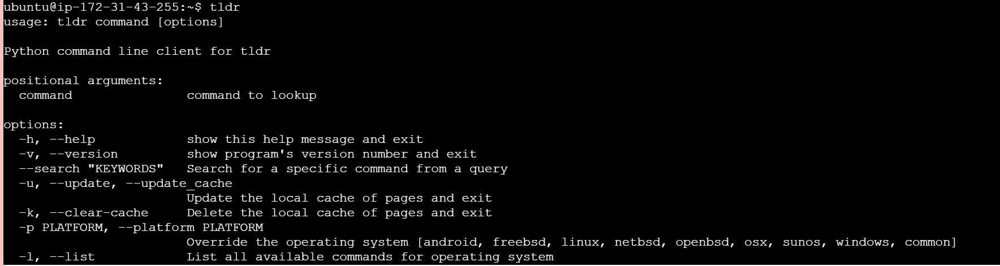 ubuntu@ip-172-31-43-255:~$ tldr
usage: tldr command [options]

Python command line client for tldr

positional arguments:
  command               command to lookup

options:
  -h, --help            show this help message and exit
  -v, --version         show program's version number and exit
  --search "KEYWORDS"   Search for a specific command from a query
  -u, --update, --update_cache
                        Update the local cache of pages and exit
  -k, --clear-cache     Delete the local cache of pages and exit
  -p PLATFORM, --platform PLATFORM
                        Override the operating system [android, freebsd, linux, netbsd, openbsd, osx, sunos, windows, common]
  -l, --list            List all available commands for operating system